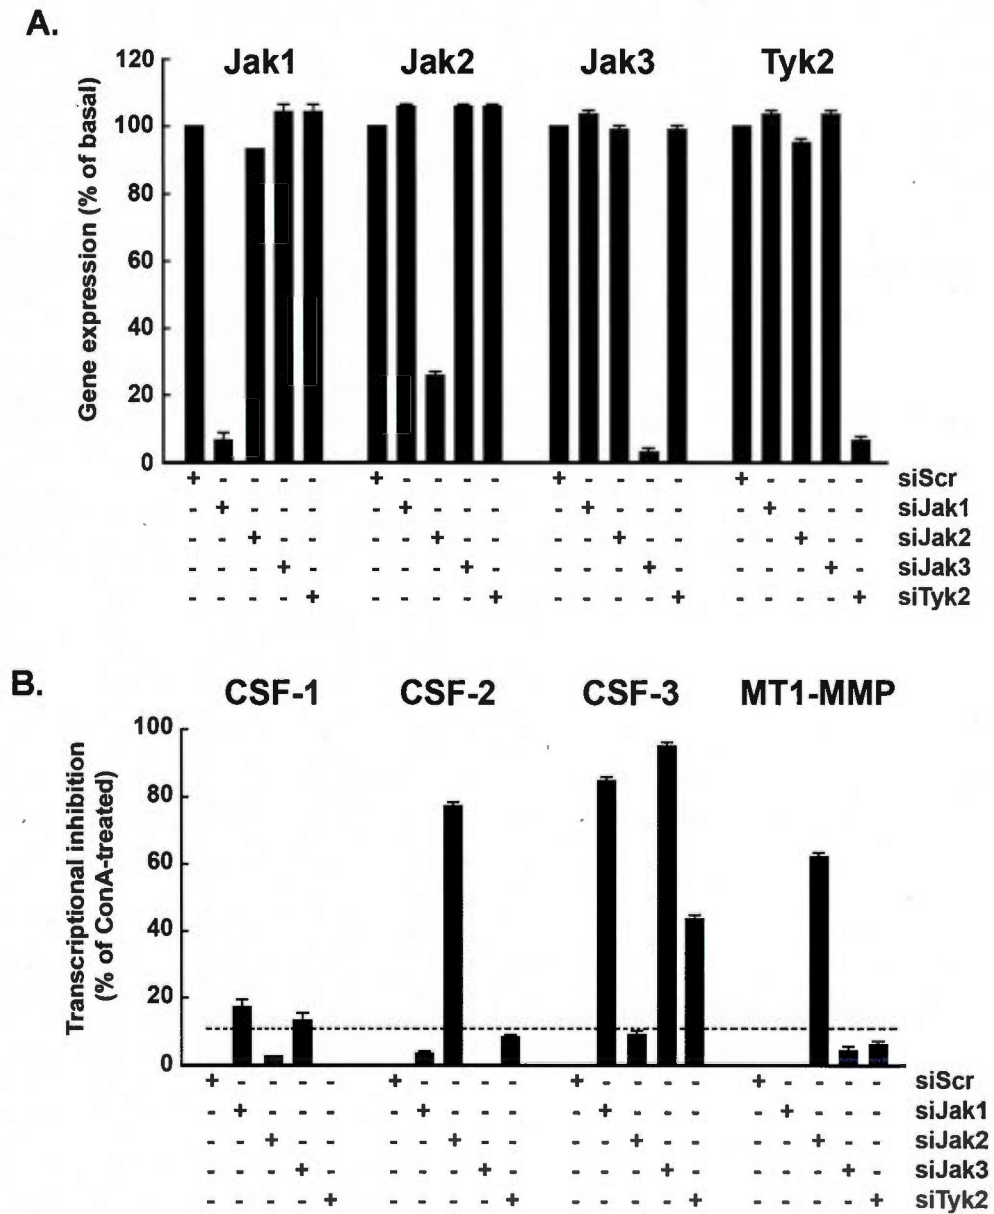 A.
Jak1 Jak2 Jak3 Tyk2
Gene expression (% of basal)
120
100
80
60
40
20
0
+ - - - - + - - - - + - - - - + - - - - siScr
- + - - - - + - - - - + - - - - + - - - siJak1
- - + - - - - + - - - - + - - - - + - - siJak2
- - - + - - - - + - - - - + - - - - + - siJak3
- - - - + - - - - + - - - - + - - - - + siTyk2
B.
CSF-1 CSF-2 CSF-3 MT1-MMP
Transcriptional inhibition
(% of ConA-treated)
100
80
60
40
20
0
+ - - - - + - - - - + - - - - + - - - - siScr
- + - - - - + - - - - + - - - - + - - - siJak1
- - + - - - - + - - - - + - - - - + - - siJak2
- - - + - - - - + - - - - + - - - - + - siJak3
- - - - + - - - - + - - - - + - - - - + siTyk2